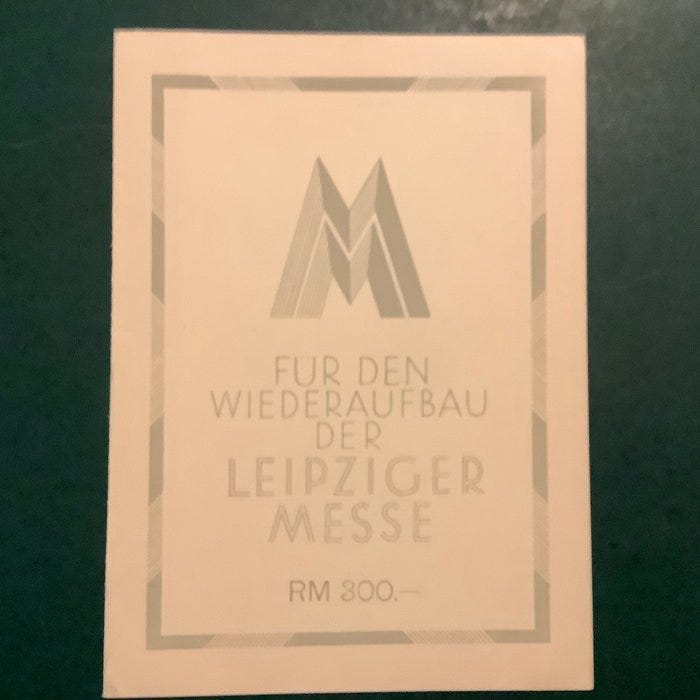 FÜR DEN
WIEDERAUFBAU
DER
LEIPZIGER
MESSE
RM 300.—